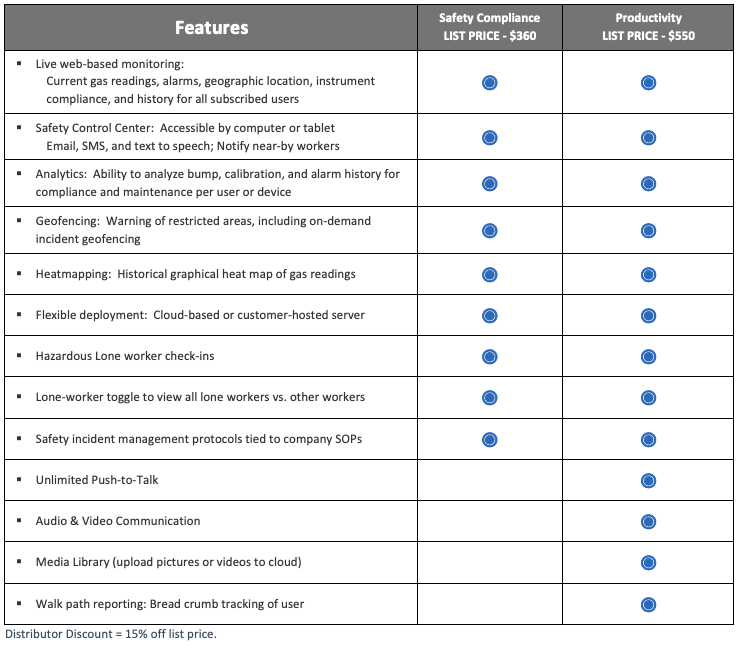 Features
Safety Compliance
LIST PRICE - $360
Productivity
LIST PRICE - $550
▪ Live web-based monitoring:
Current gas readings, alarms, geographic location, instrument
compliance, and history for all subscribed users
▪ Safety Control Center:  Accessible by computer or tablet
Email, SMS, and text to speech; Notify near-by workers
▪ Analytics:  Ability to analyze bump, calibration, and alarm history for
compliance and maintenance per user or device
▪ Geofencing:  Warning of restricted areas, including on-demand
incident geofencing
▪ Heatmapping:  Historical graphical heat map of gas readings
▪ Flexible deployment:  Cloud-based or customer-hosted server
▪ Hazardous Lone worker check-ins
▪ Lone-worker toggle to view all lone workers vs. other workers
▪ Safety incident management protocols tied to company SOPs
▪ Unlimited Push-to-Talk
▪ Audio & Video Communication
▪ Media Library (upload pictures or videos to cloud)
▪ Walk path reporting: Bread crumb tracking of user
Distributor Discount = 15% off list price.